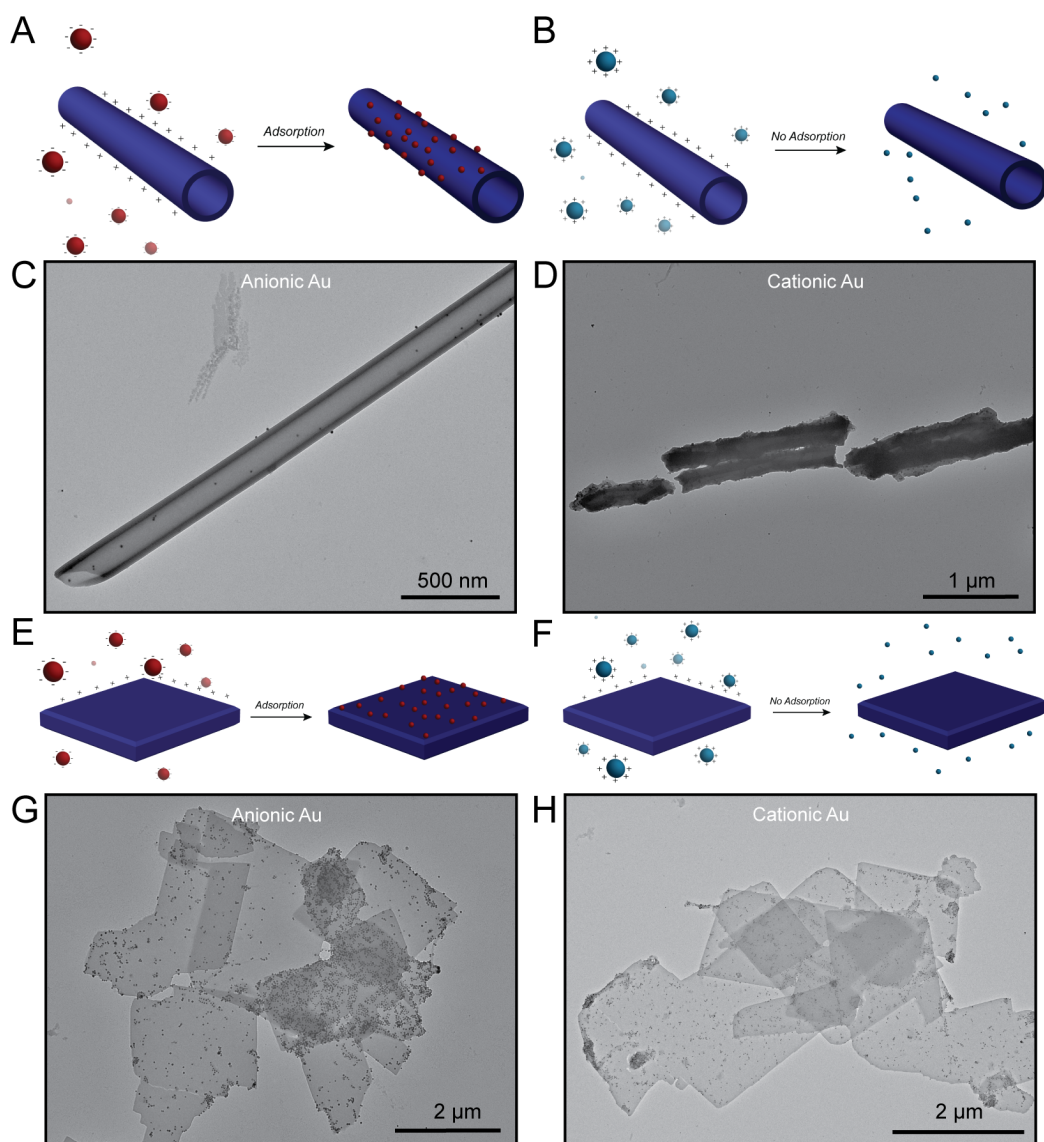 A
B
Adsorption
No Adsorption
C
Anionic Au
500 nm
D
Cationic Au
1 μm
E
F
Adsorption
No Adsorption
G
Anionic Au
2 μm
H
Cationic Au
2 μm